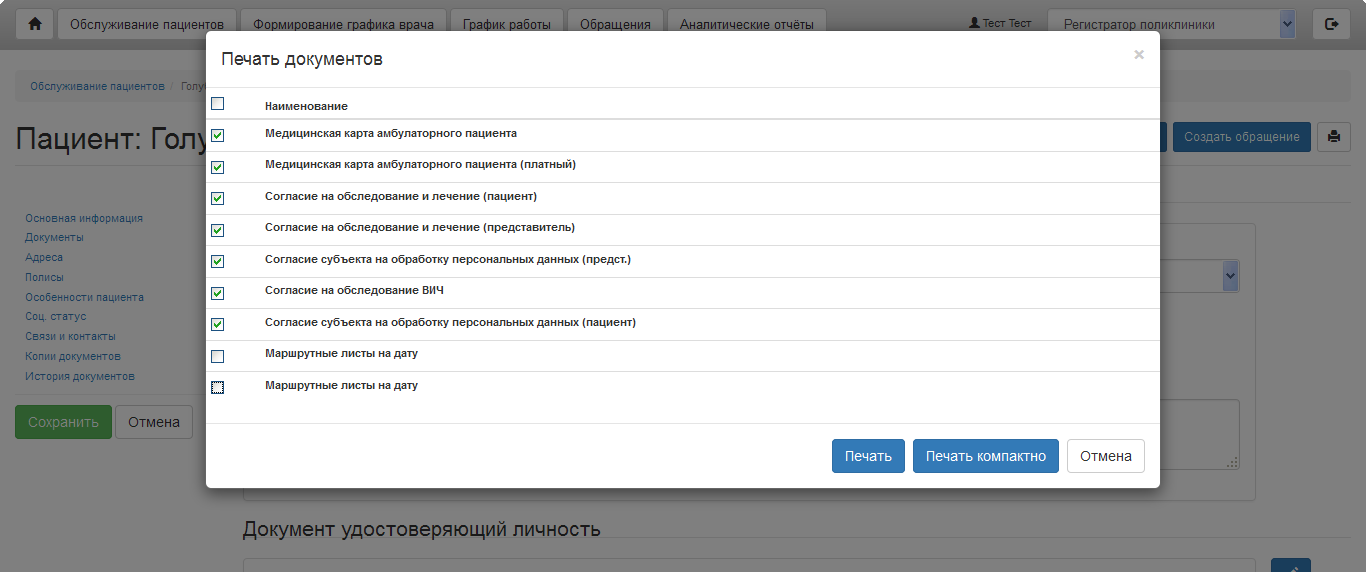 Обслуживание пациентов
Формирование графика врача
График работы
Обращения
Аналитические отчёты
Тест Тест
Регистратор поликлиники
Печать документов
×
Обслуживание пациентов /
Пациент: Голу
Создать обращение
Наименование
Медицинская карта амбулаторного пациента
Медицинская карта амбулаторного пациента (платный)
Согласие на обследование и лечение (пациент)
Согласие на обследование и лечение (представитель)
Согласие субъекта на обработку персональных данных (предст.)
Согласие на обследование ВИЧ
Согласие субъекта на обработку персональных данных (пациент)
Маршрутные листы на дату
Маршрутные листы на дату
Печать
Печать компактно
Отмена
Основная информация
Документы
Адреса
Полисы
Особенности пациента
Соц. статус
Связи и контакты
Копии документов
История документов
Сохранить
Отмена
Документ удостоверяющий личность